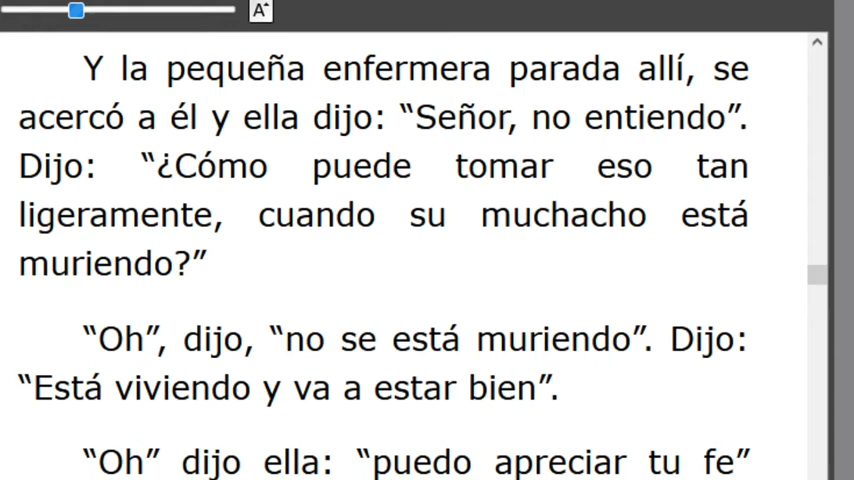 A
Y la pequeña enfermera parada allí, se
acercó a él y ella dijo: “Señor, no entiendo”.
Dijo: “¿Cómo puede tomar eso tan
ligeramente, cuando su muchacho está
muriendo?”
“Oh”, dijo, “no se está muriendo”. Dijo:
“Está viviendo y va a estar bien”.
“Oh” dijo ella: “puedo apreciar tu fe”